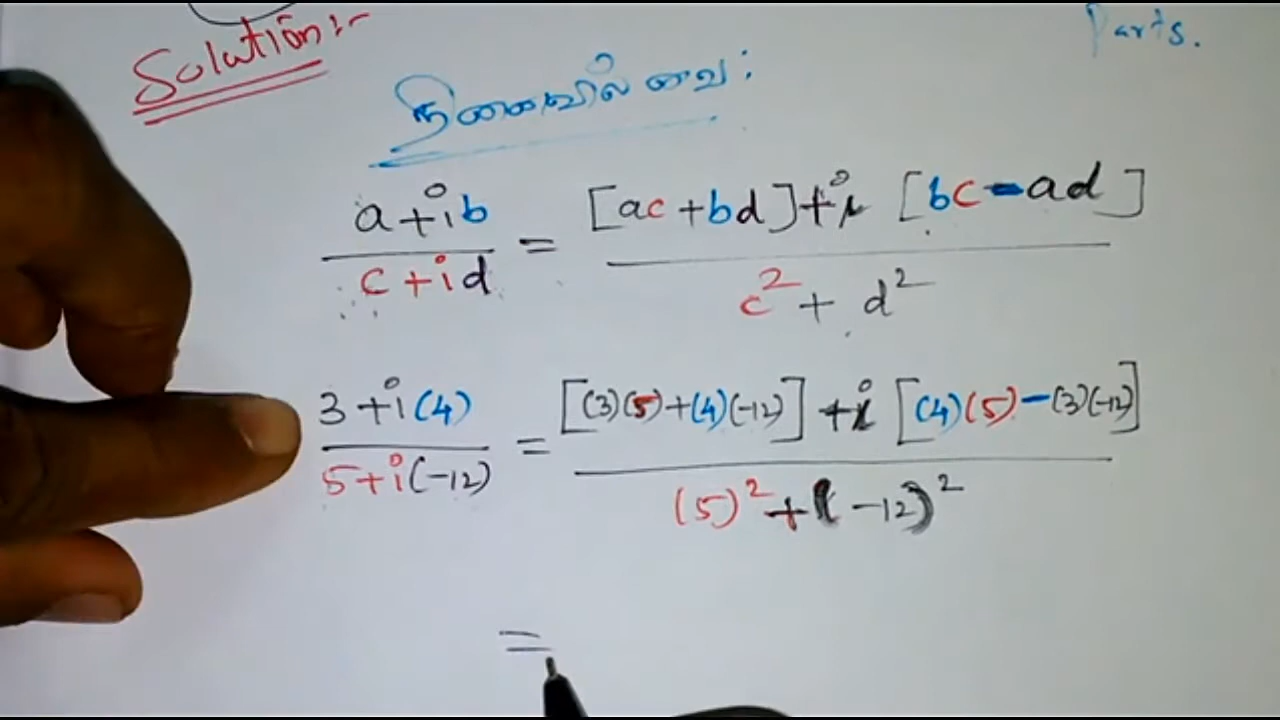 Parts.
Solution:-
நினைவில் வை:
a+ib / c+id = [ac+bd]+i [bc-ad] / c²+d²
3+i(4) / 5+i(-12) = [(3)(5)+(4)(-12)]+i [(4)(5)-(3)(-12)] / (5)²+(-12)²
=